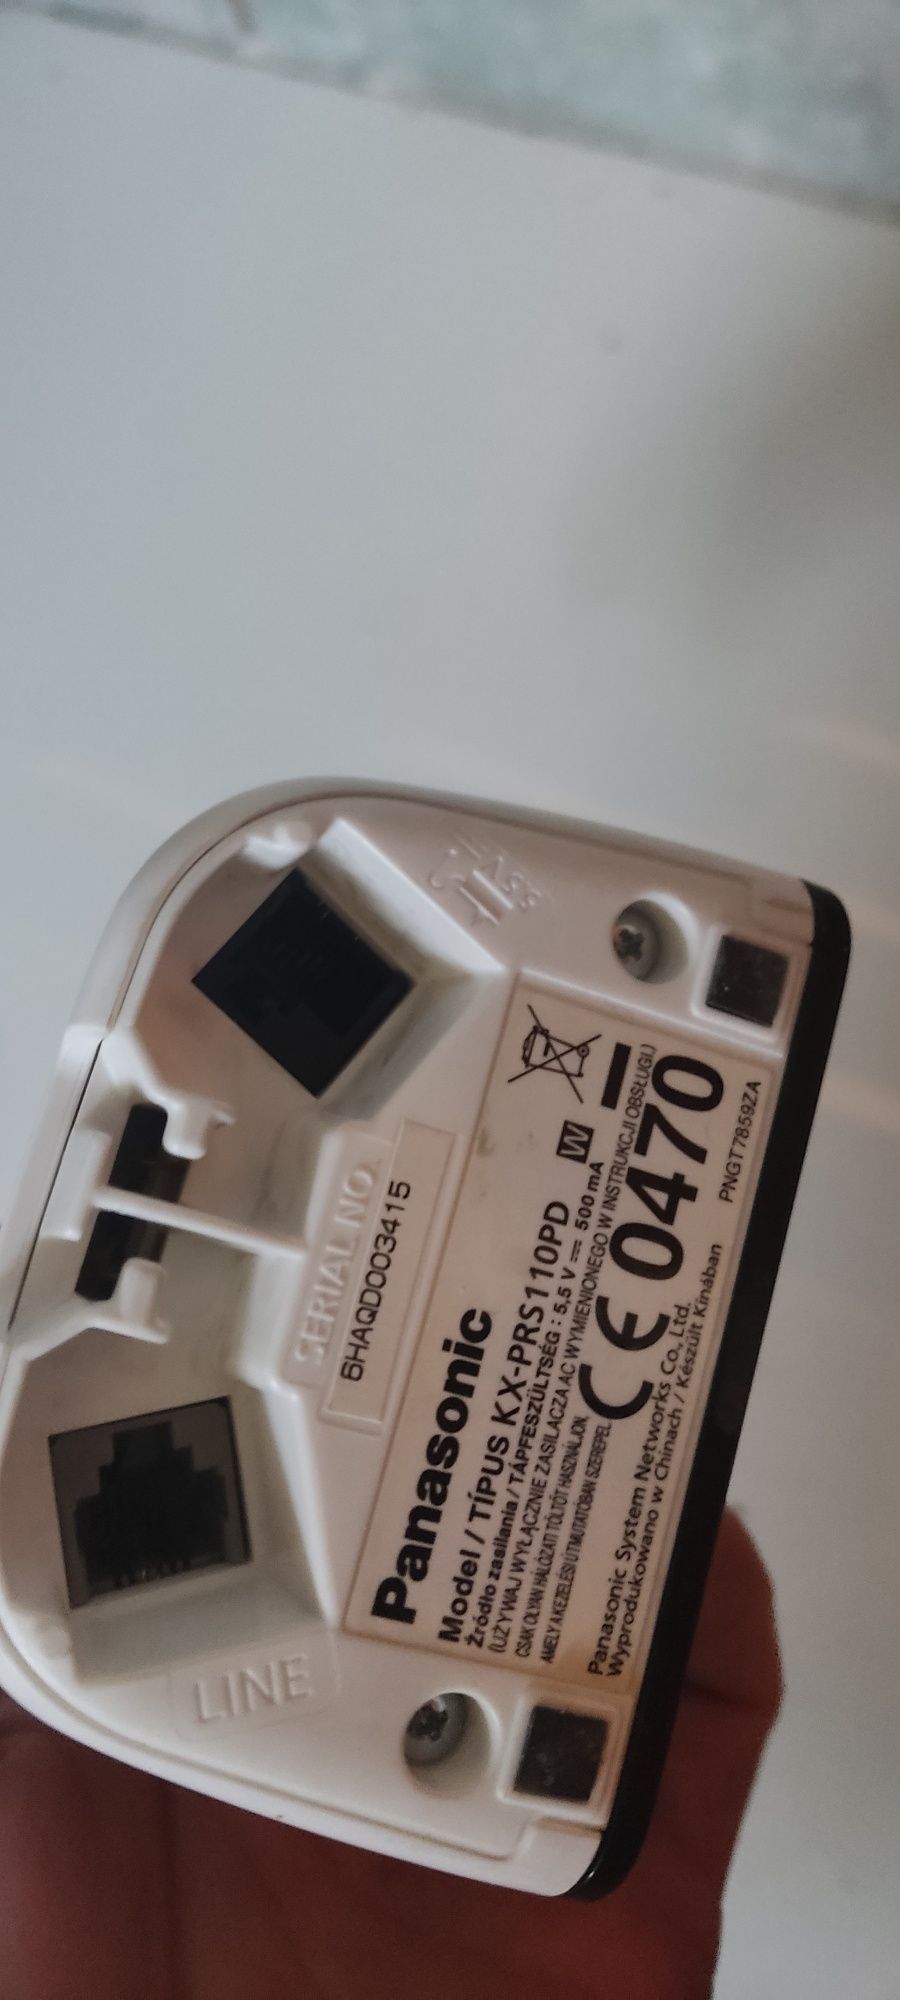 SERIAL NO.
6HAQD003415
Panasonic
Model / TÍPUS KX-PRS110PD W
Źródło zasilania / TÁPFESZÜLTSÉG : 5,5 V 500 mA
(UŻYWAJ WYŁĄCZNIE ZASILACZA AC WYMIENIONEGO W INSTRUKCJI OBSŁUGI.)
CSAK OLYAN HÁLÓZATI TÖLTŐT HASZNÁLJON,
AMELY A KEZELÉSI ÚTMUTATÓBAN SZEREPEL.
CE 0470
Panasonic System Networks Co., Ltd.
Wyprodukowano w Chinach / Készült Kínában PNGT7859ZA
LINE